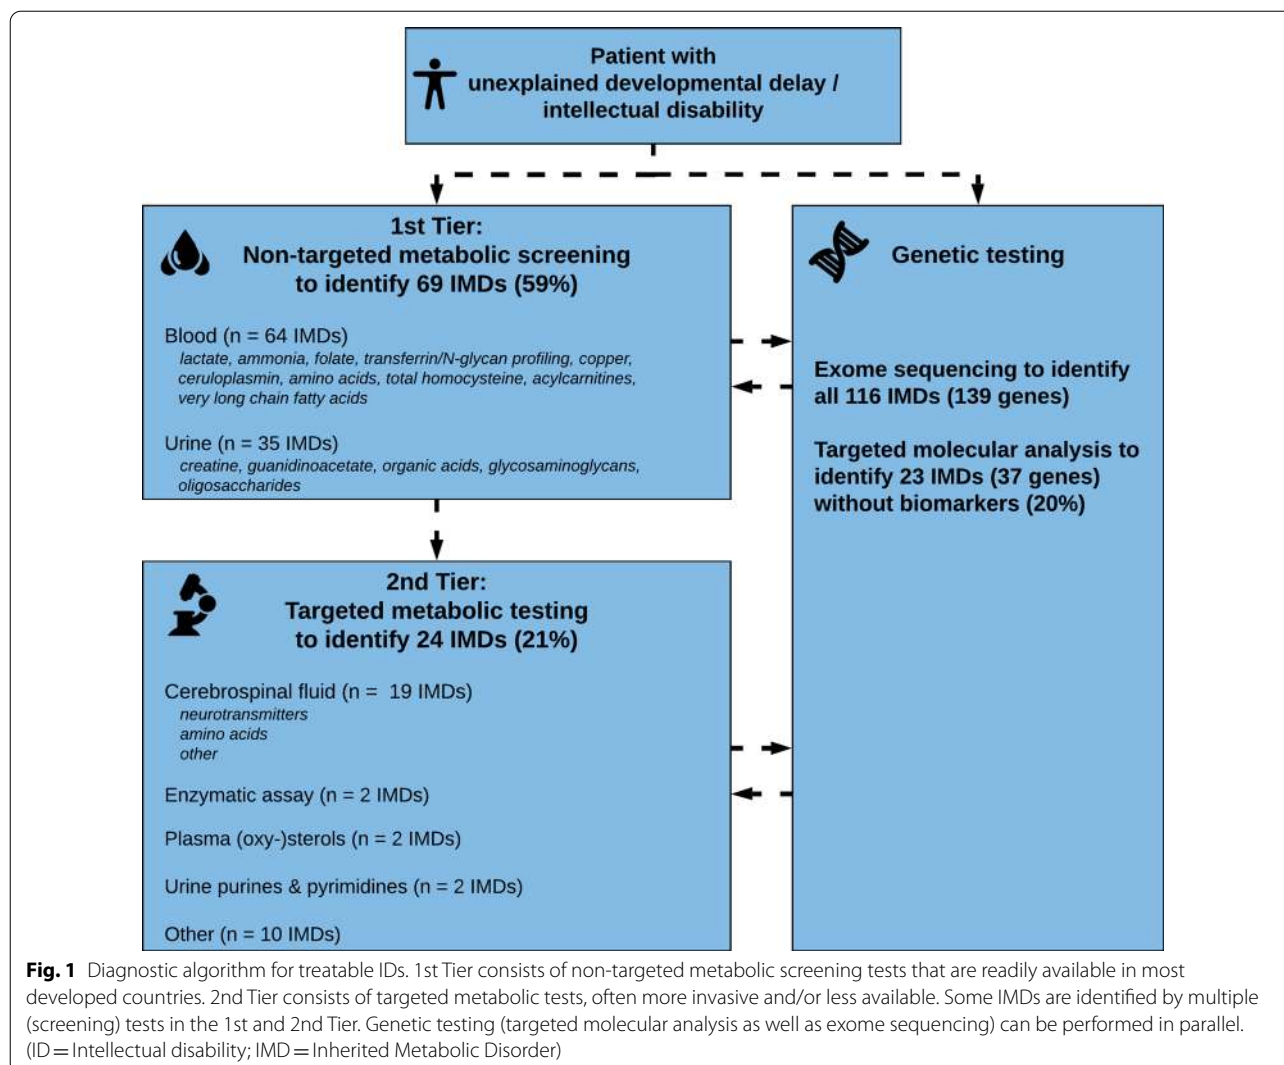 Patient with
unexplained developmental delay /
intellectual disability
1st Tier:
Non-targeted metabolic screening
to identify 69 IMDs (59%)
Blood (n = 64 IMDs)
lactate, ammonia, folate, transferrin/N-glycan profiling, copper,
ceruloplasmin, amino acids, total homocysteine, acylcarnitines,
very long chain fatty acids
Urine (n = 35 IMDs)
creatine, guanidinoacetate, organic acids, glycosaminoglycans,
oligosaccharides
Genetic testing
Exome sequencing to identify
all 116 IMDs (139 genes)
Targeted molecular analysis to
identify 23 IMDs (37 genes)
without biomarkers (20%)
2nd Tier:
Targeted metabolic testing
to identify 24 IMDs (21%)
Cerebrospinal fluid (n = 19 IMDs)
neurotransmitters
amino acids
other
Enzymatic assay (n = 2 IMDs)
Plasma (oxy-)sterols (n = 2 IMDs)
Urine purines & pyrimidines (n = 2 IMDs)
Other (n = 10 IMDs)
Fig. 1 Diagnostic algorithm for treatable IDs. 1st Tier consists of non-targeted metabolic screening tests that are readily available in most
developed countries. 2nd Tier consists of targeted metabolic tests, often more invasive and/or less available. Some IMDs are identified by multiple
(screening) tests in the 1st and 2nd Tier. Genetic testing (targeted molecular analysis as well as exome sequencing) can be performed in parallel.
(ID = Intellectual disability; IMD = Inherited Metabolic Disorder)